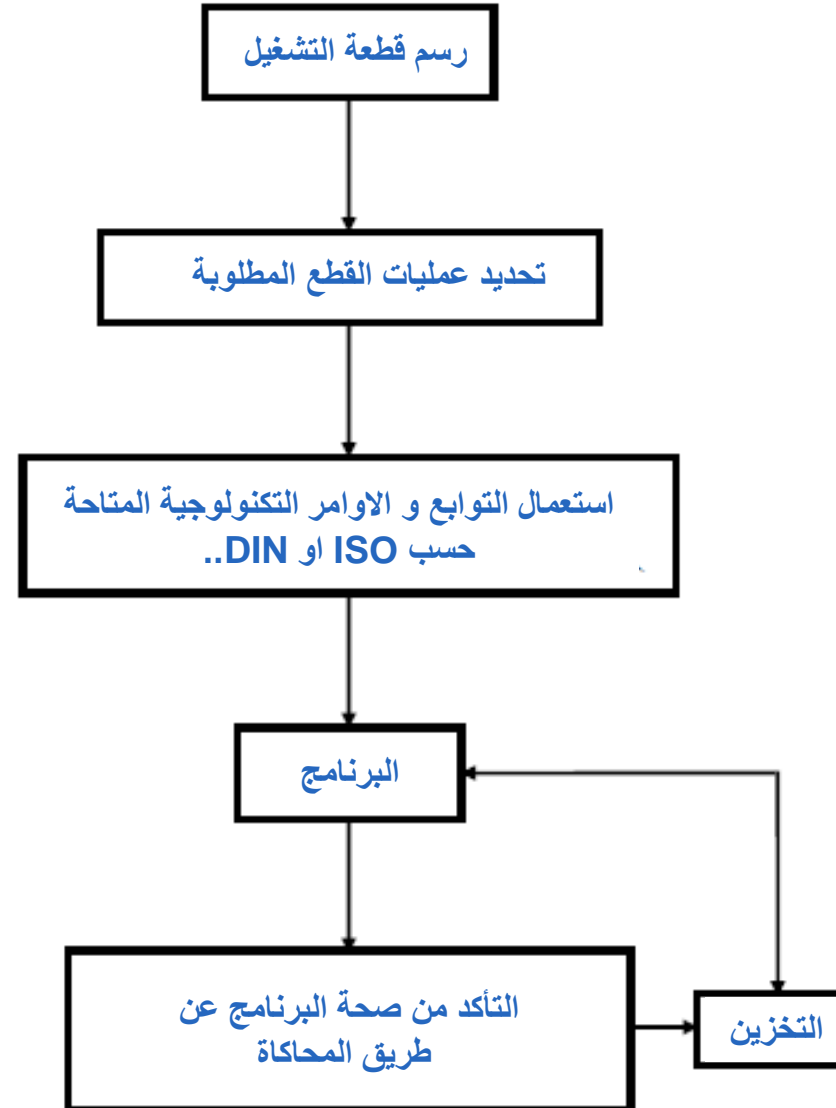 رسم قطعة التشغيل
تحديد عمليات القطع المطلوبة
استعمال التوابع و الاوامر التكنولوجية المتاحة
حسب ISO او DIN..
البرنامج
التأكد من صحة البرنامج عن
طريق المحاكاة
التخزين